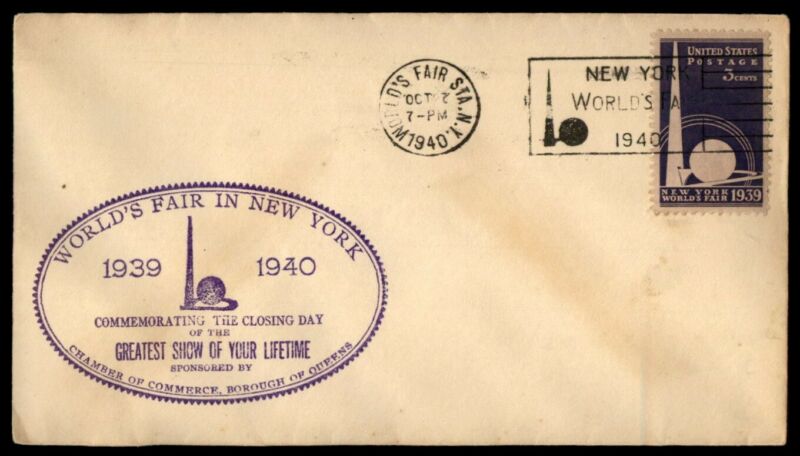 WORLD'S FAIR STA. N.Y.
OCT
7-PM
1940
NEW YORK
WORLD'S FA
1940
UNITED STATES
POSTAGE
3 CENTS
NEW YORK
WORLD'S FAIR 1939
WORLD'S FAIR IN NEW YORK
1939 1940
COMMEMORATING THE CLOSING DAY
OF THE
GREATEST SHOW OF YOUR LIFETIME
SPONSORED BY
CHAMBER OF COMMERCE, BOROUGH OF QUEENS